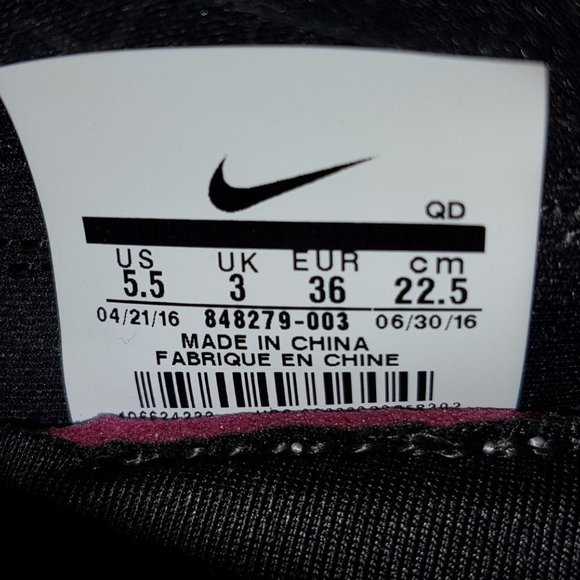 QD
US UK EUR cm
5.5 3 36 22.5
04/21/16 848279-003 06/30/16
MADE IN CHINA
FABRIQUE EN CHINE